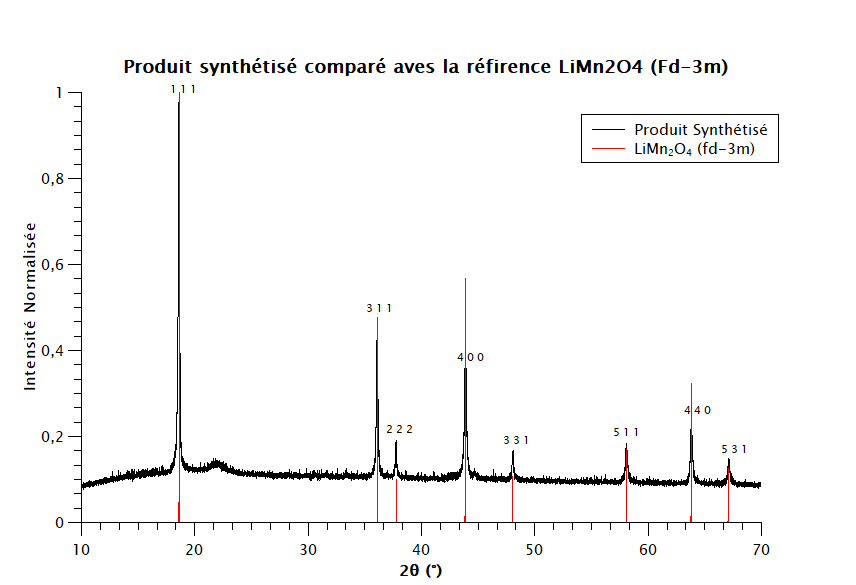 Produit synthétisé comparé aves la réfirence LiMn2O4 (Fd-3m)
1 1 1
Produit Synthétisé
LiMn₂O₄ (fd-3m)
3 1 1
2 2 2
4 0 0
3 3 1
5 1 1
4 4 0
5 3 1
Intensité Normalisée
1
0,8
0,6
0,4
0,2
0
10 20 30 40 50 60 70
2θ (°)